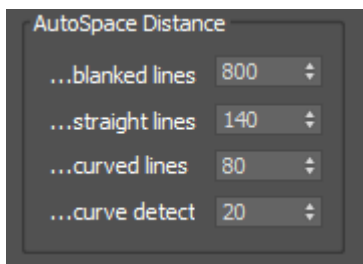 AutoSpace Distance
...blanked lines 800
...straight lines 140
...curved lines 80
...curve detect 20